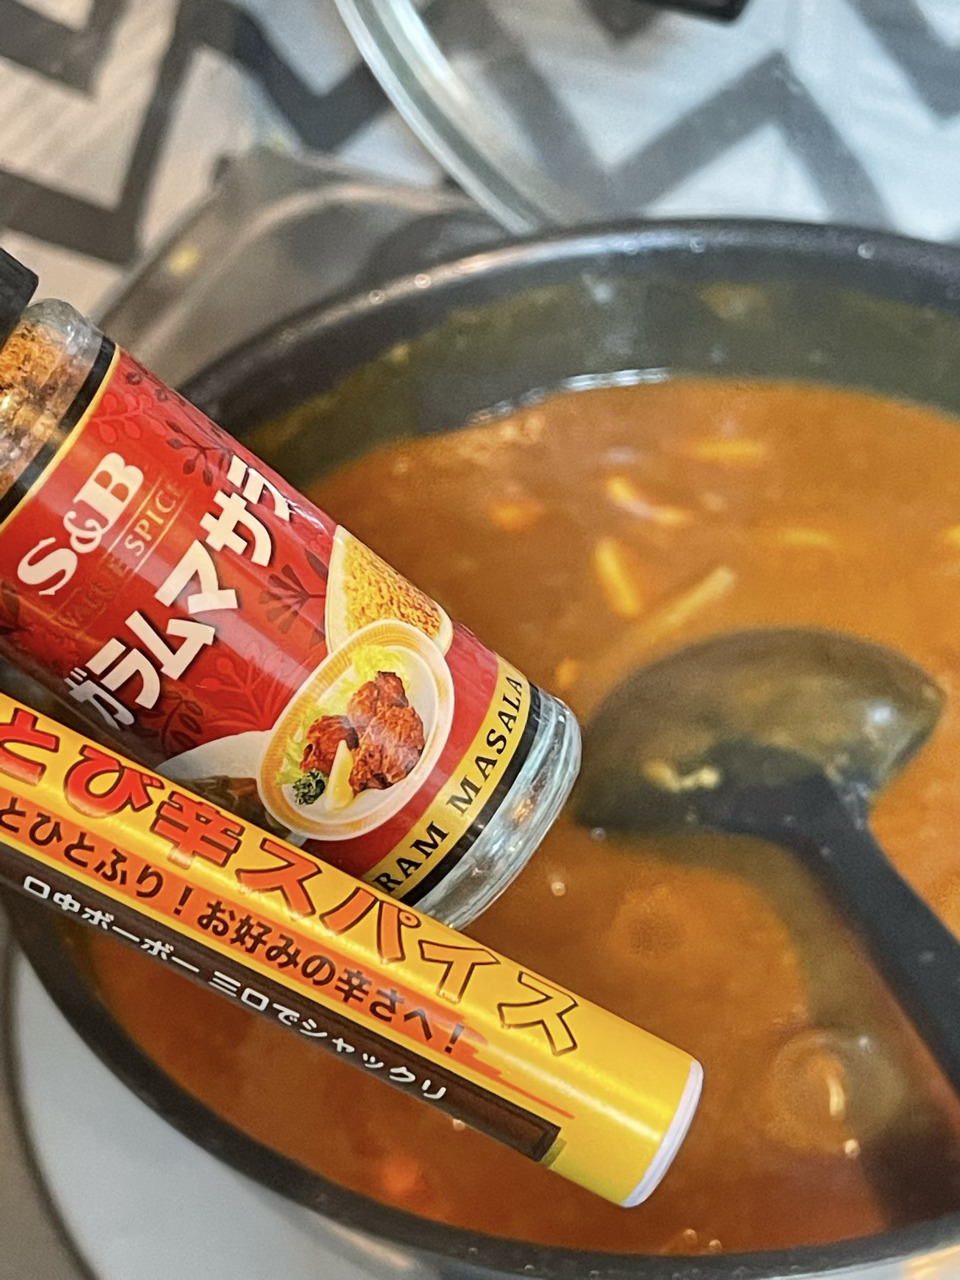 S&B
SPICE
ガラムマサラ
RAM MASALA
とび辛スパイス
とひとふり！お好みの辛さへ！
口中ボーボー 三口でシャックリ